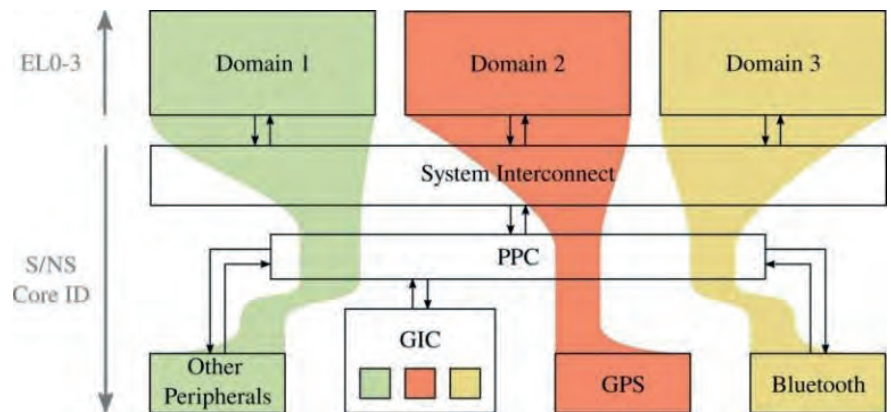 EL0-3
Domain 1
Domain 2
Domain 3
System Interconnect
S/NS
Core ID
PPC
GIC
Other
Peripherals
GPS
Bluetooth